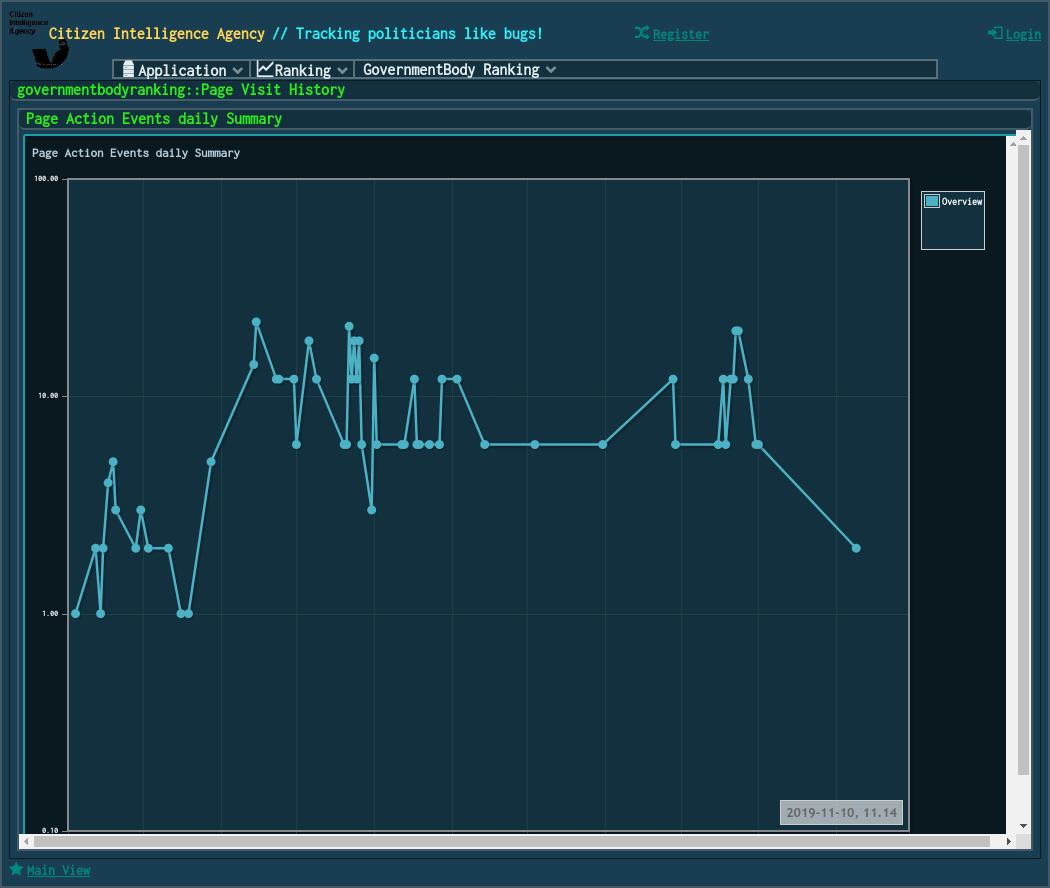 Citizen
Intelligence
Agency
Citizen Intelligence Agency // Tracking politicians like bugs!
Register
Login
Application
Ranking
GovernmentBody Ranking
governmentbodyranking::Page Visit History
Page Action Events daily Summary
Page Action Events daily Summary
100.00
Overview
10.00
1.00
2019-11-10, 11.14
0.10
Main View